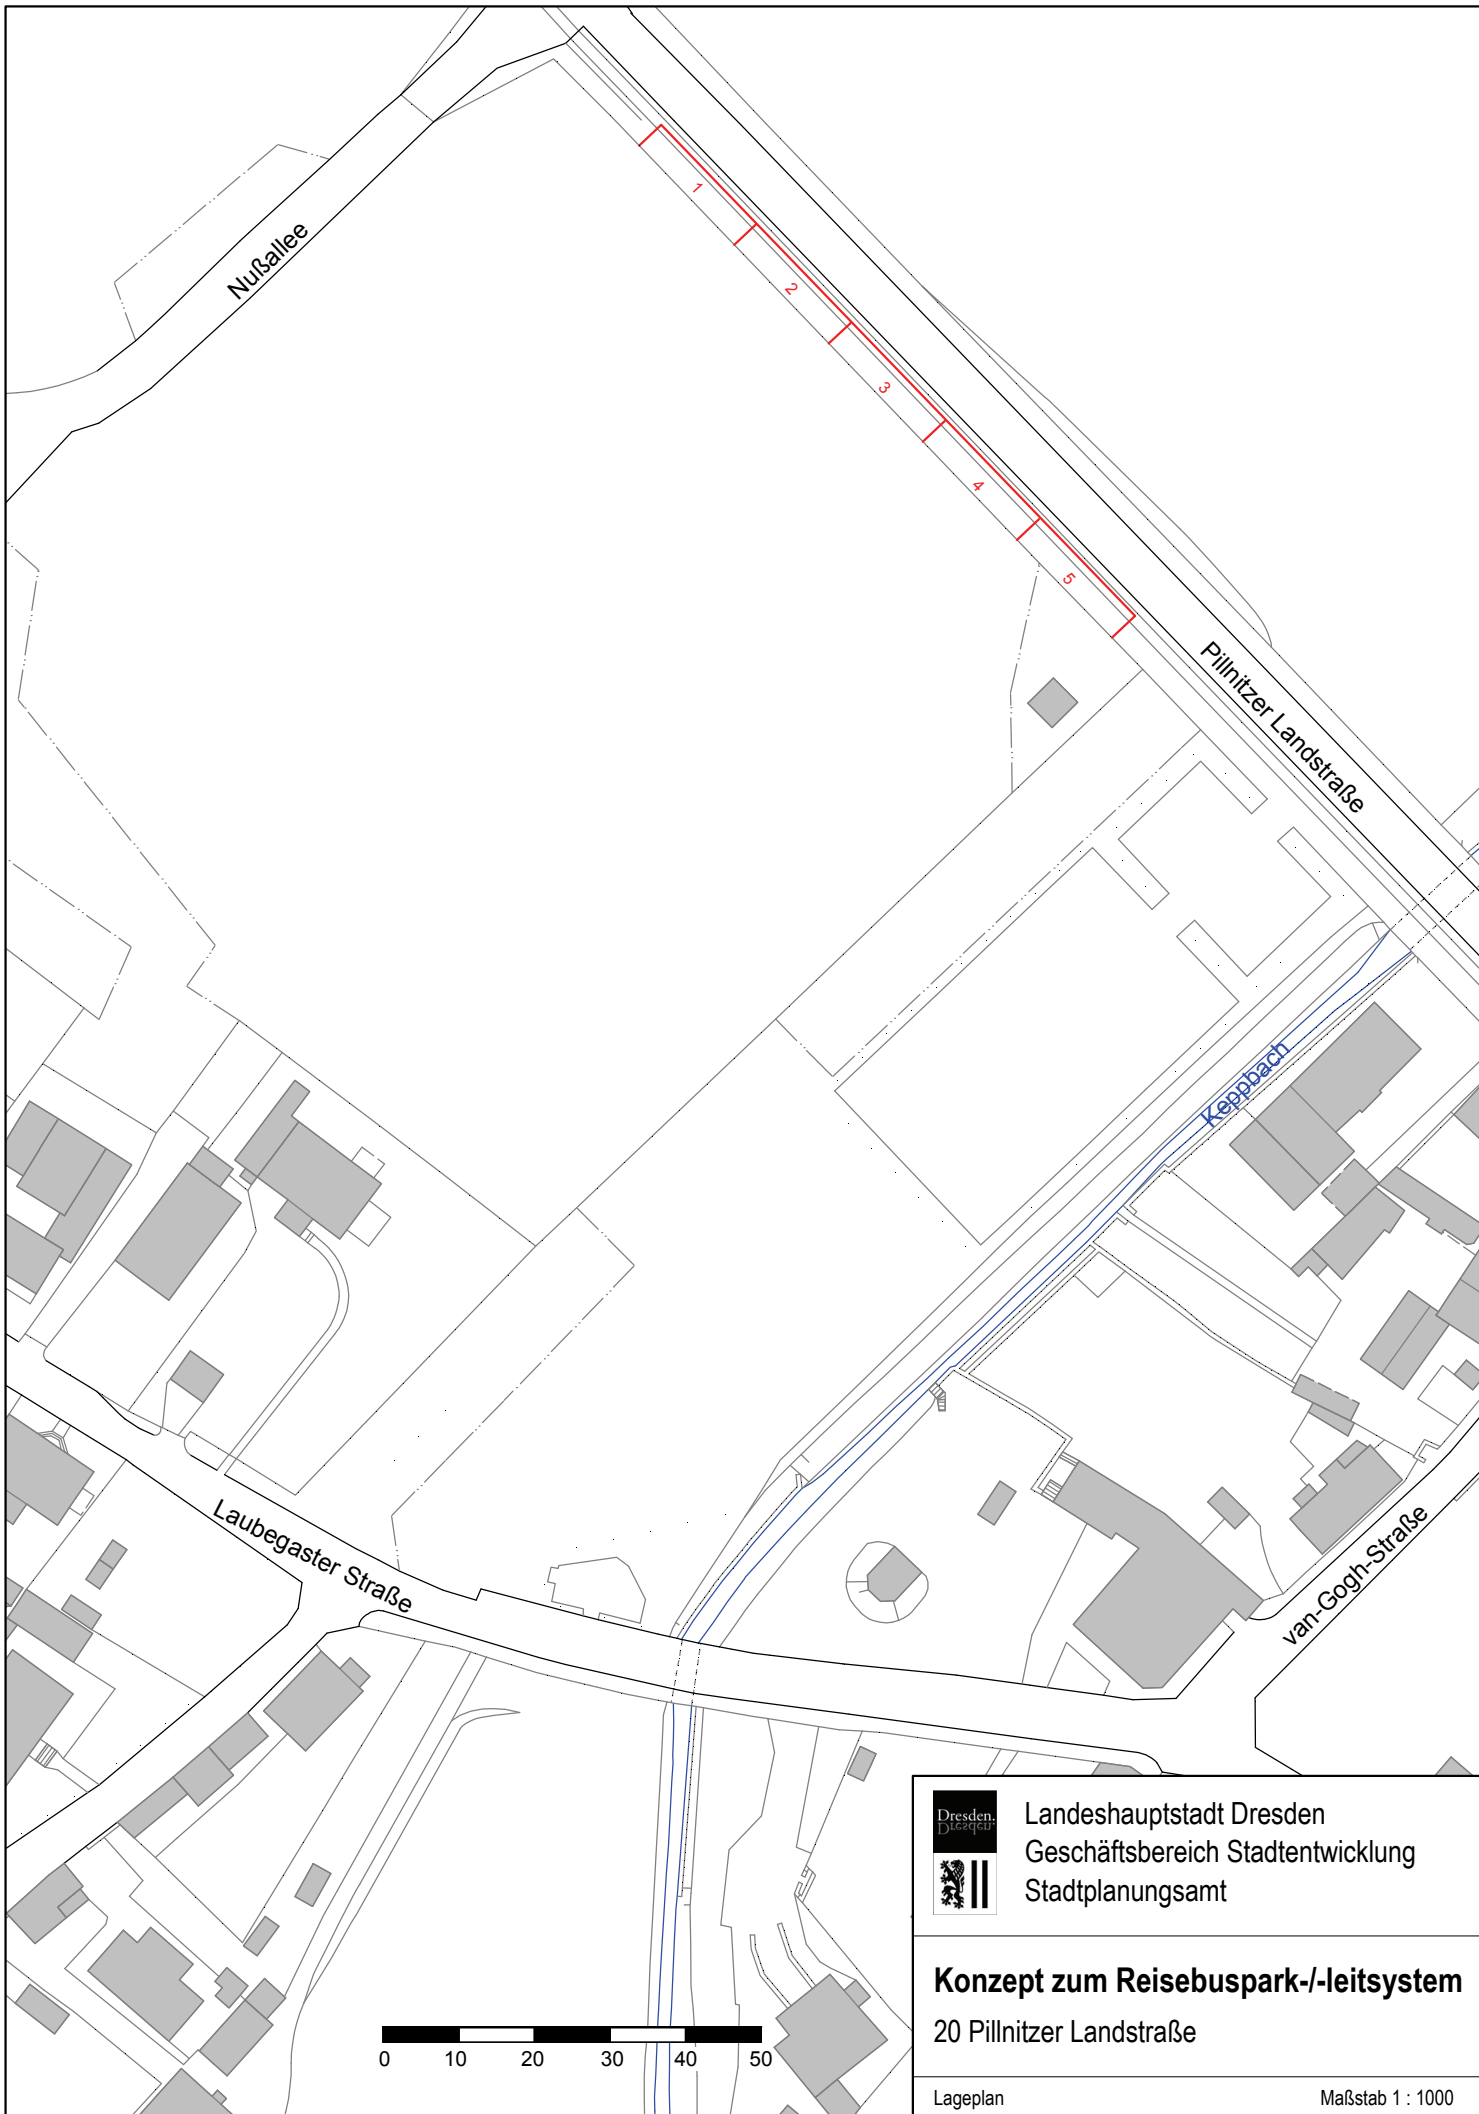 Nußallee
1
2
3
4
5
Pillnitzer Landstraße
Keppbach
Laubegaster Straße
van-Gogh-Straße
0 10 20 30 40 50
Dresden.
Dresden.
Landeshauptstadt Dresden
Geschäftsbereich Stadtentwicklung
Stadtplanungsamt
Konzept zum Reisebuspark-/-leitsystem
20 Pillnitzer Landstraße
Lageplan Maßstab 1 : 1000